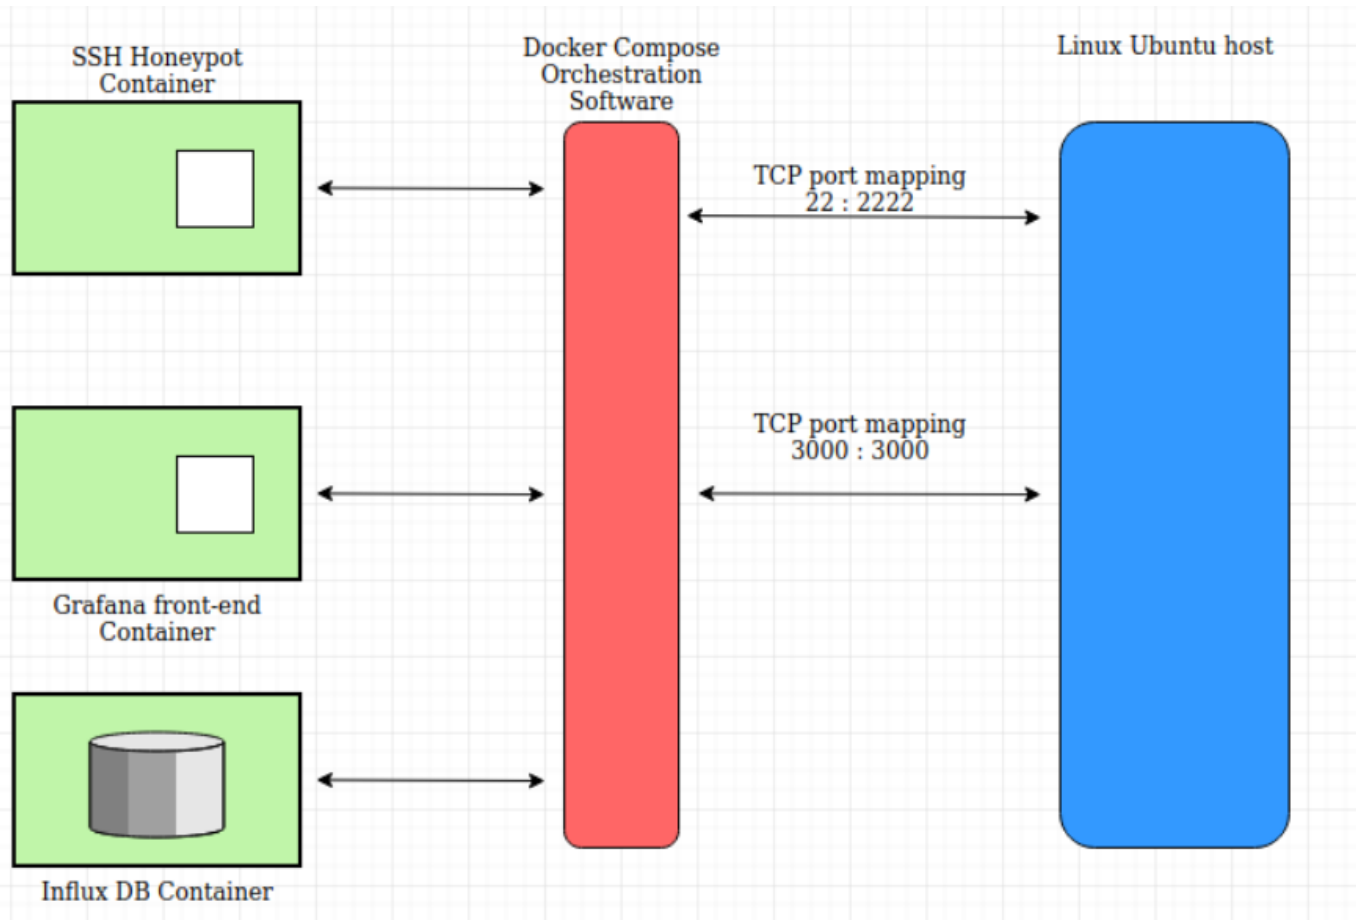 SSH Honeypot
Container
Docker Compose
Orchestration
Software
Linux Ubuntu host
TCP port mapping
22 : 2222
TCP port mapping
3000 : 3000
Grafana front-end
Container
Influx DB Container